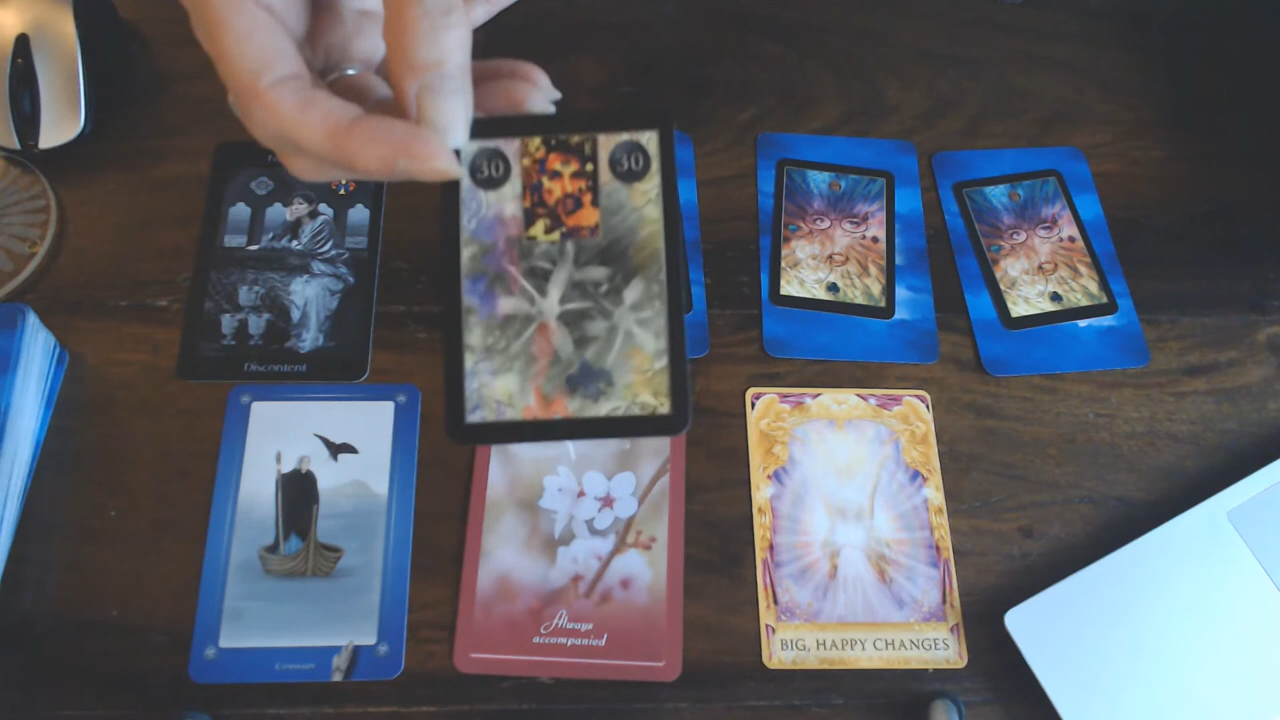 30
30
Discontent
Always
accompanied
BIG, HAPPY CHANGES